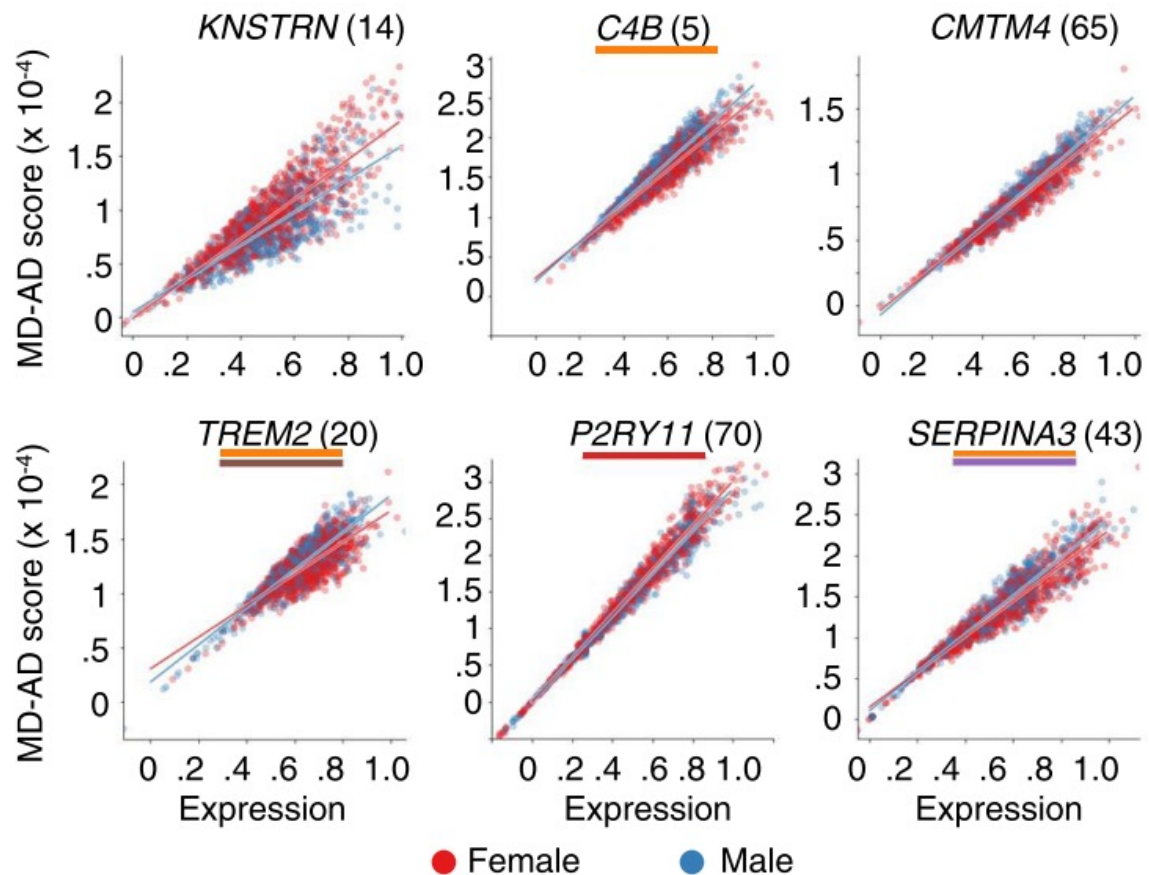 KNSTRN (14)
C4B (5)
CMTM4 (65)
MD-AD score (x 10-4)
2
1.5
1
.5
0
0 .2 .4 .6 .8 1.0
3
2.5
2
1.5
1
.5
0
0 .2 .4 .6 .8 1.0
1.5
1
.5
0
0 .2 .4 .6 .8 1.0
TREM2 (20)
P2RY11 (70)
SERPINA3 (43)
MD-AD score (x 10-4)
2
1.5
1
.5
0
0 .2 .4 .6 .8 1.0
Expression
3
2.5
2
1.5
1
.5
0
0 .2 .4 .6 .8 1.0
Expression
3
2.5
2
1.5
1
.5
0
0 .2 .4 .6 .8 1.0
Expression
Female
Male